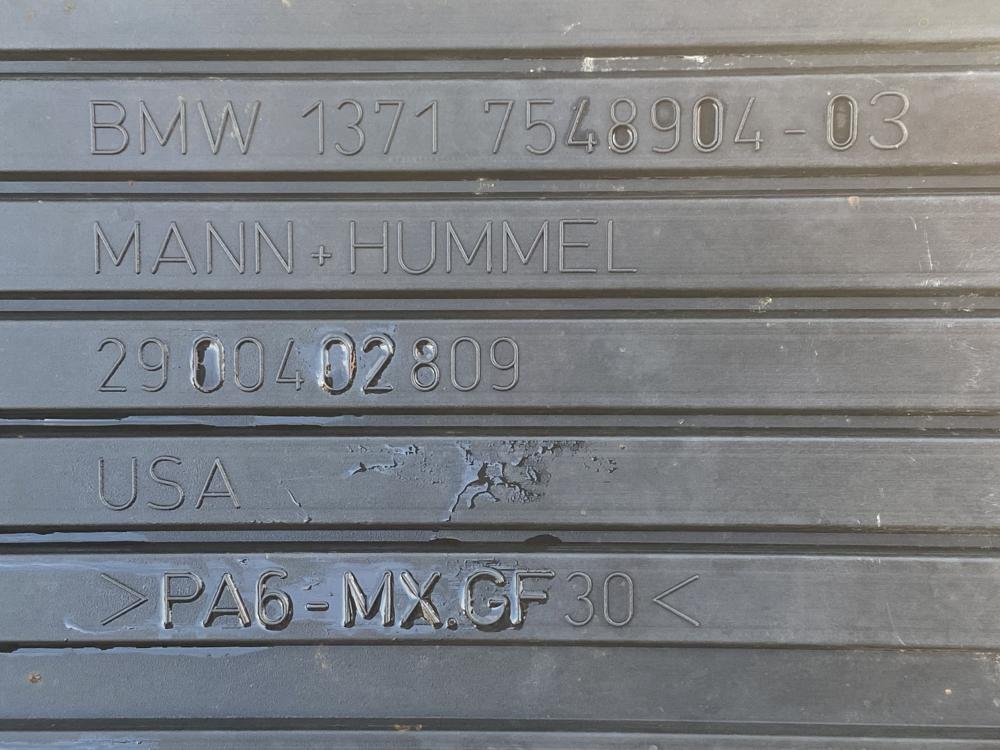 BMW 1371 7548904-03
MANN+HUMMEL
2900402809
USA
>PA6-MX.GF30<